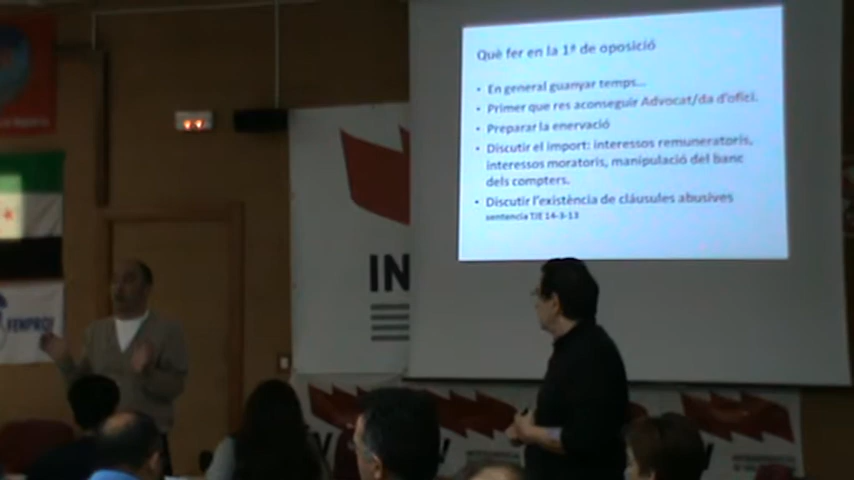 Què fer en la 1ª de oposició
• En general guanyar temps...
• Primer que res aconseguir Advocat/da d'ofici.
• Preparar la enervació
• Discutir el import: interessos remuneratoris,
interessos moratoris, manipulació del banc
dels compters.
• Discutir l'existència de clàusules abusives
sentencia TJE 14-3-13
IN